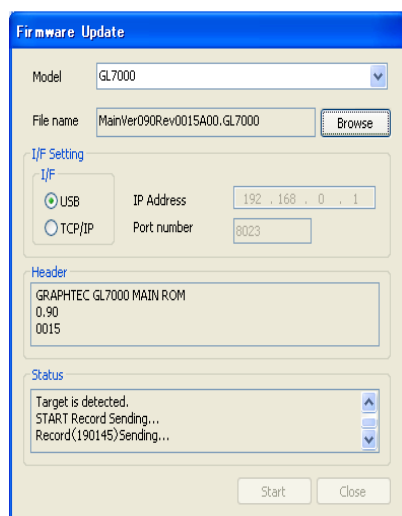 Firmware Update
Model GL7000
File name MainVer090Rev0015A00.GL7000 Browse
I/F Setting
I/F
USB IP Address 192 . 168 . 0 . 1
TCP/IP Port number 8023
Header
GRAPHTEC GL7000 MAIN ROM
0.90
0015
Status
Target is detected.
START Record Sending...
Record(190145)Sending...
Start Close